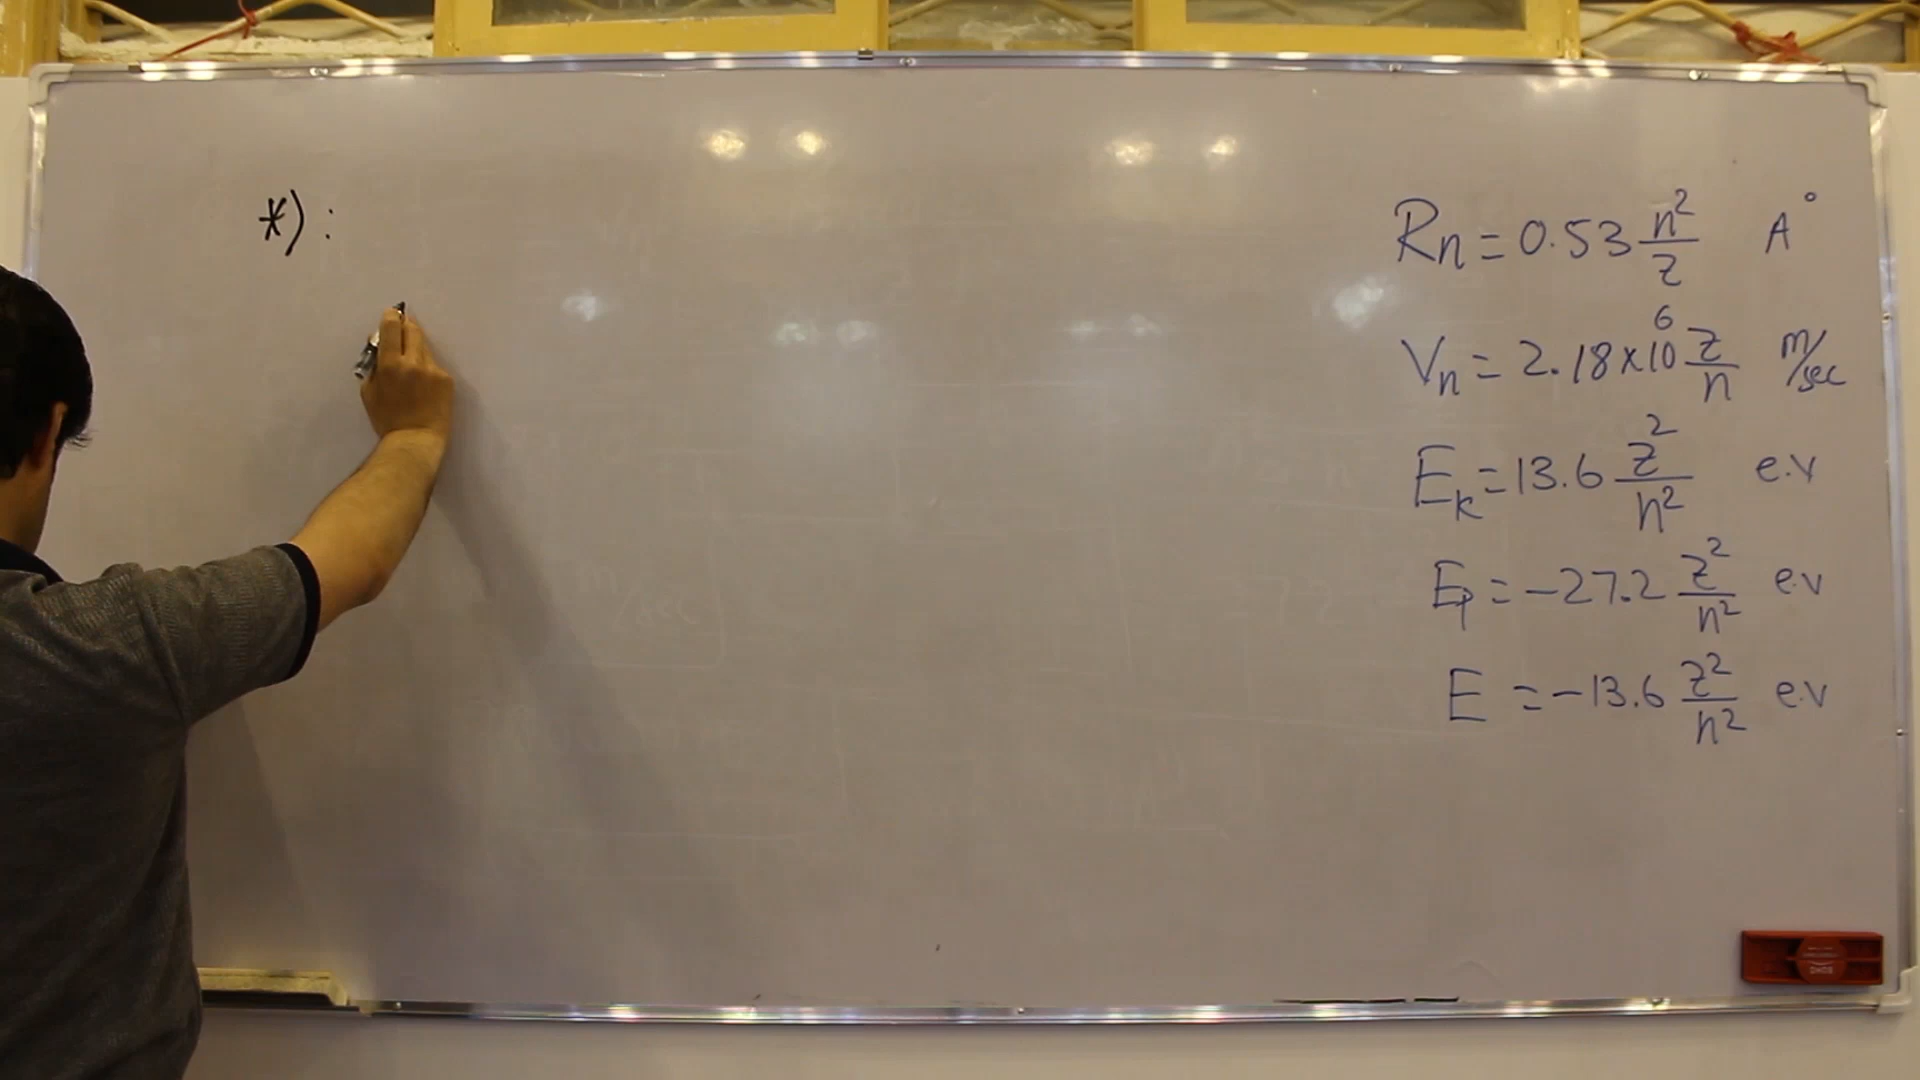 *) :
Rn = 0.53 n²/z A°
Vn = 2.18×10⁶ z/n m/sec
Ek = 13.6 z²/n² e.v
Ep = -27.2 z²/n² e.v
E = -13.6 z²/n² e.v